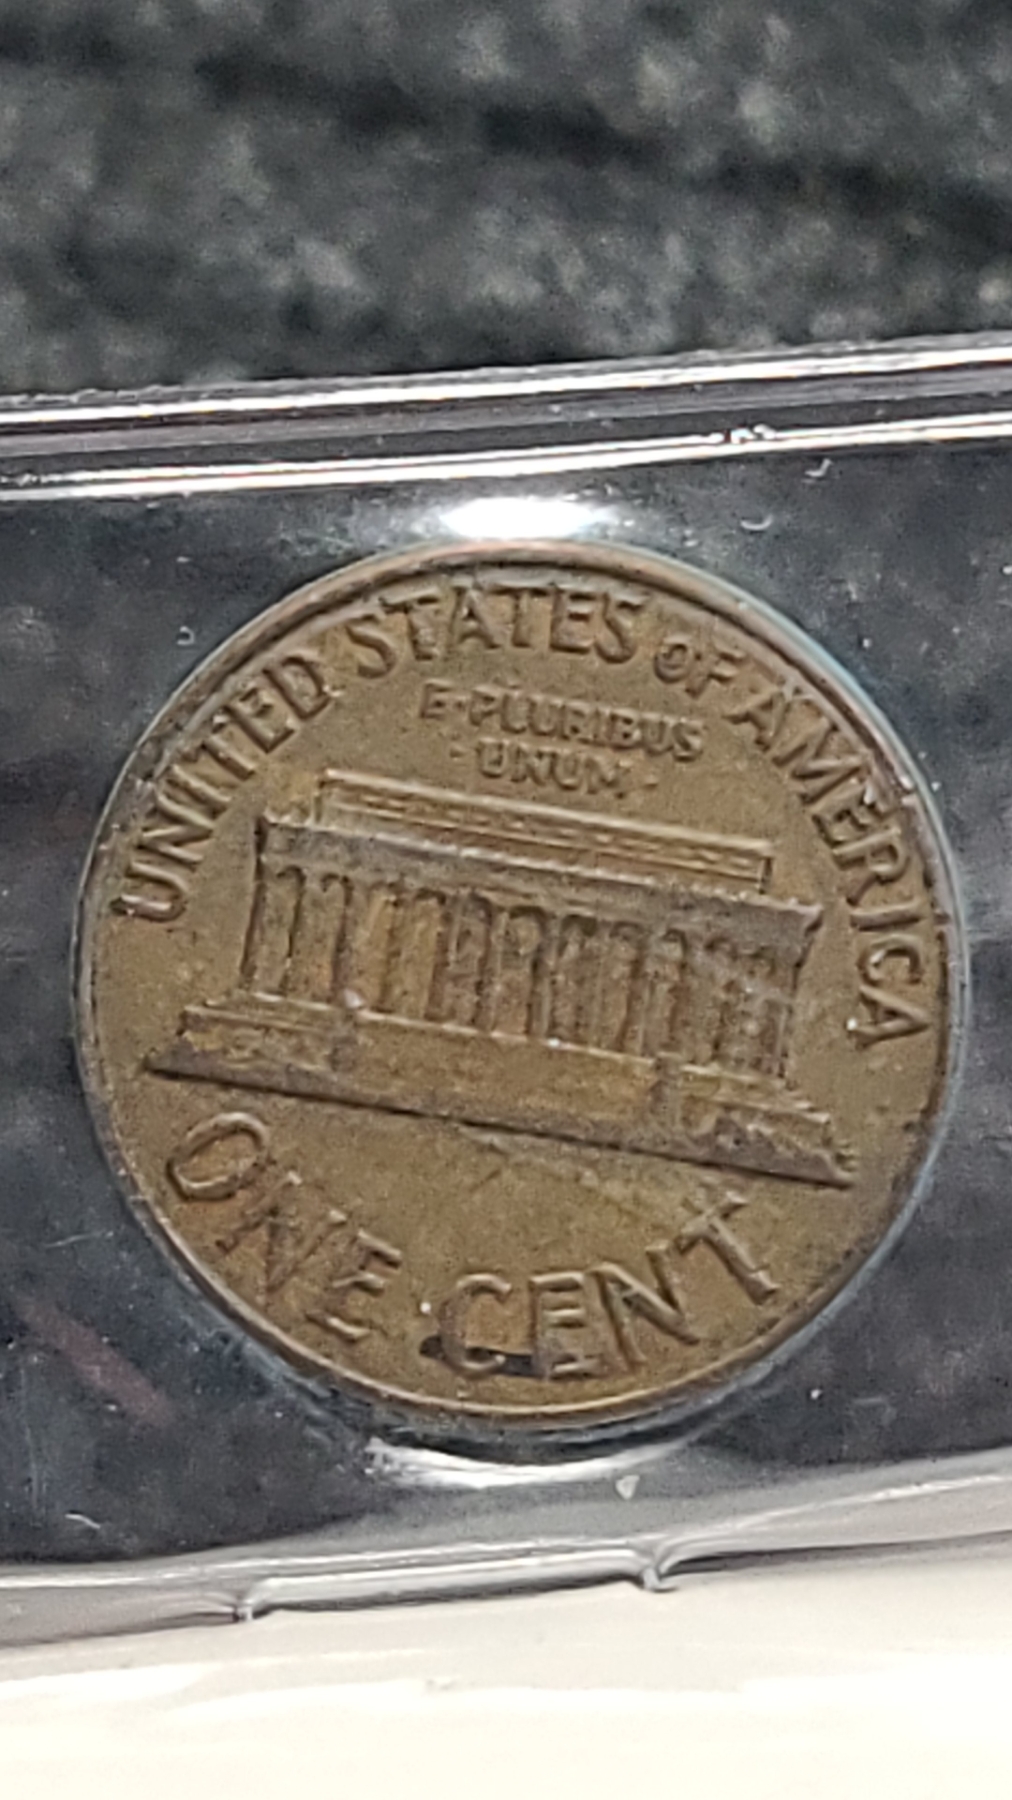 UNITED STATES OF AMERICA
E·PLURIBUS
·UNUM·
ONE CENT